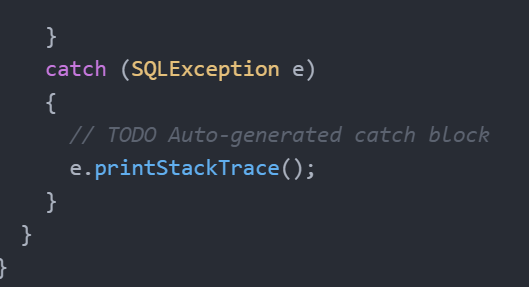 }
catch (SQLException e)
{
// TODO Auto-generated catch block
e.printStackTrace();
}
}
}